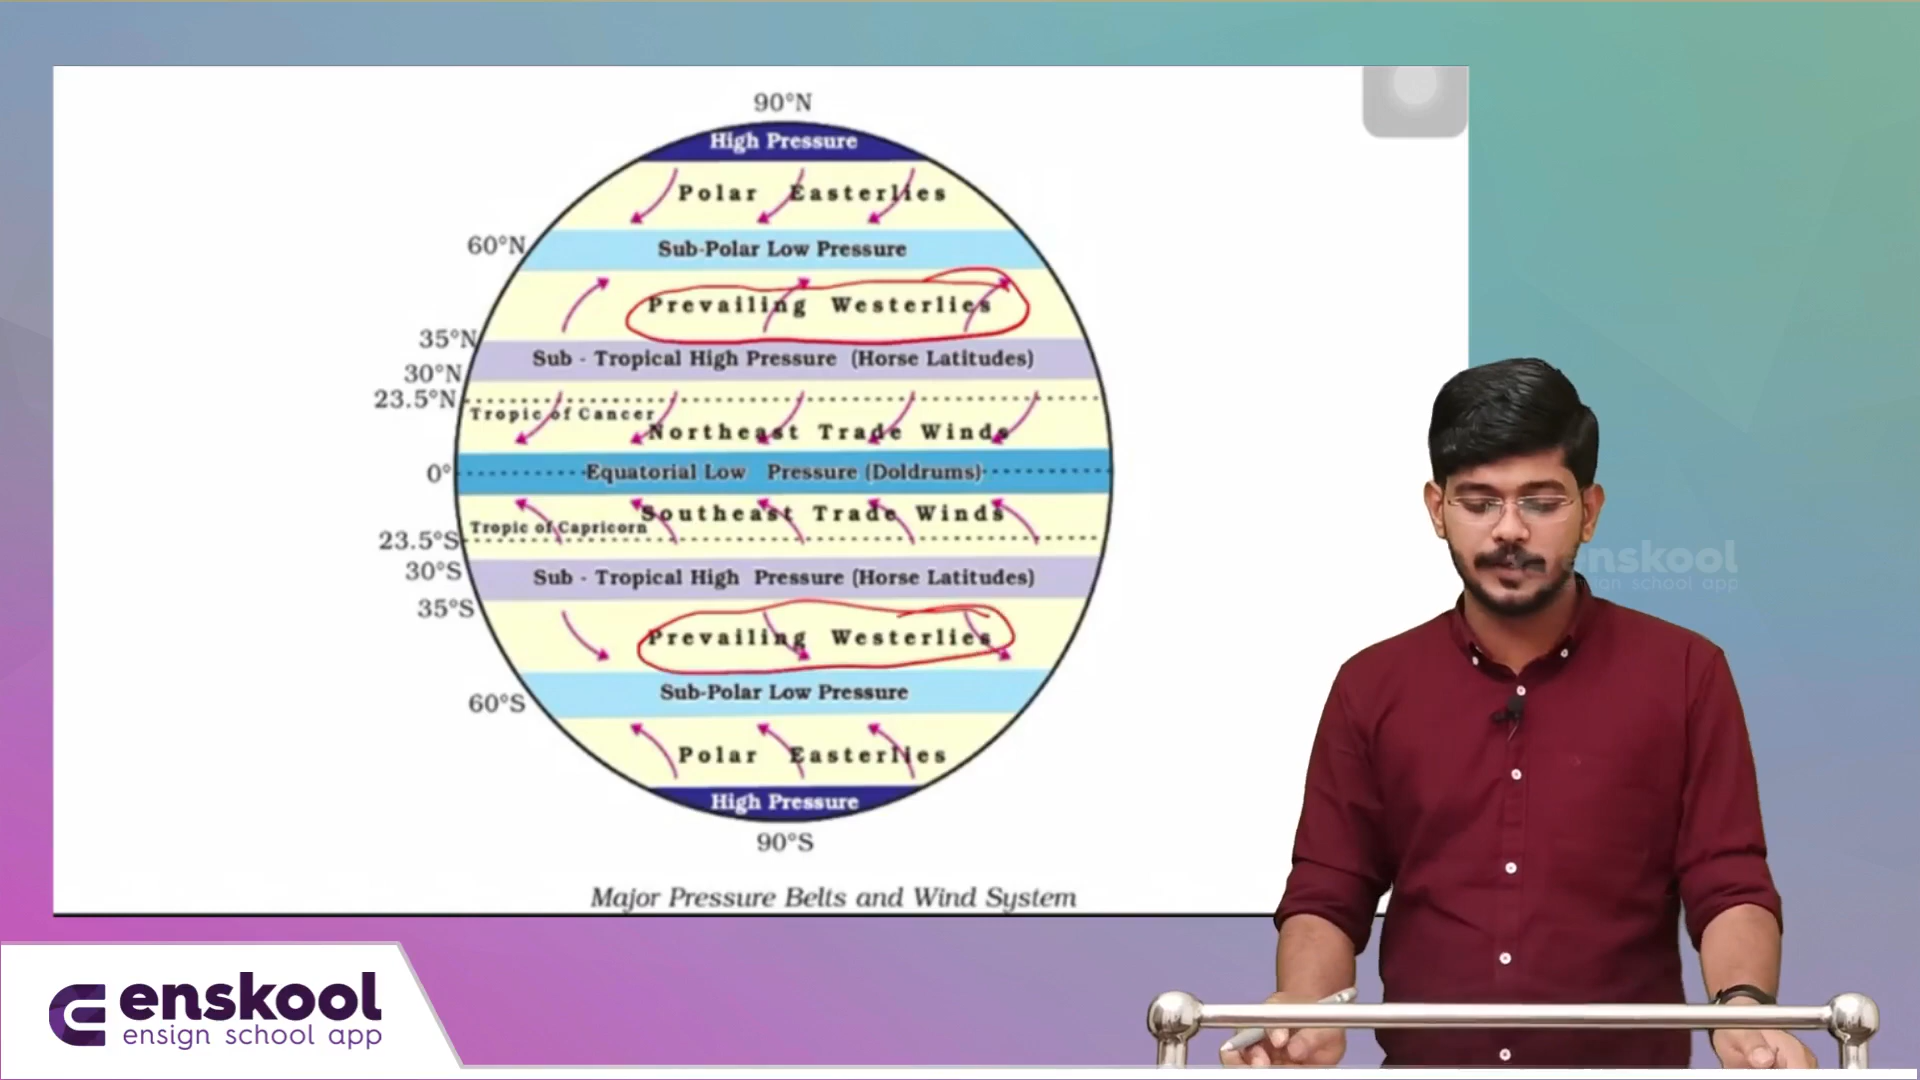 90°N
High Pressure
Polar Easterlies
60°N
Sub-Polar Low Pressure
Prevailing Westerlies
35°N
Sub - Tropical High Pressure (Horse Latitudes)
30°N
23.5°N
Tropic of Cancer
Northeast Trade Winds
0°
Equatorial Low Pressure (Doldrums)
Southeast Trade Winds
Tropic of Capricorn
23.5°S
30°S
Sub - Tropical High Pressure (Horse Latitudes)
35°S
Prevailing Westerlies
60°S
Sub-Polar Low Pressure
Polar Easterlies
High Pressure
90°S
Major Pressure Belts and Wind System
enskool
ensign school app
enskool
school app